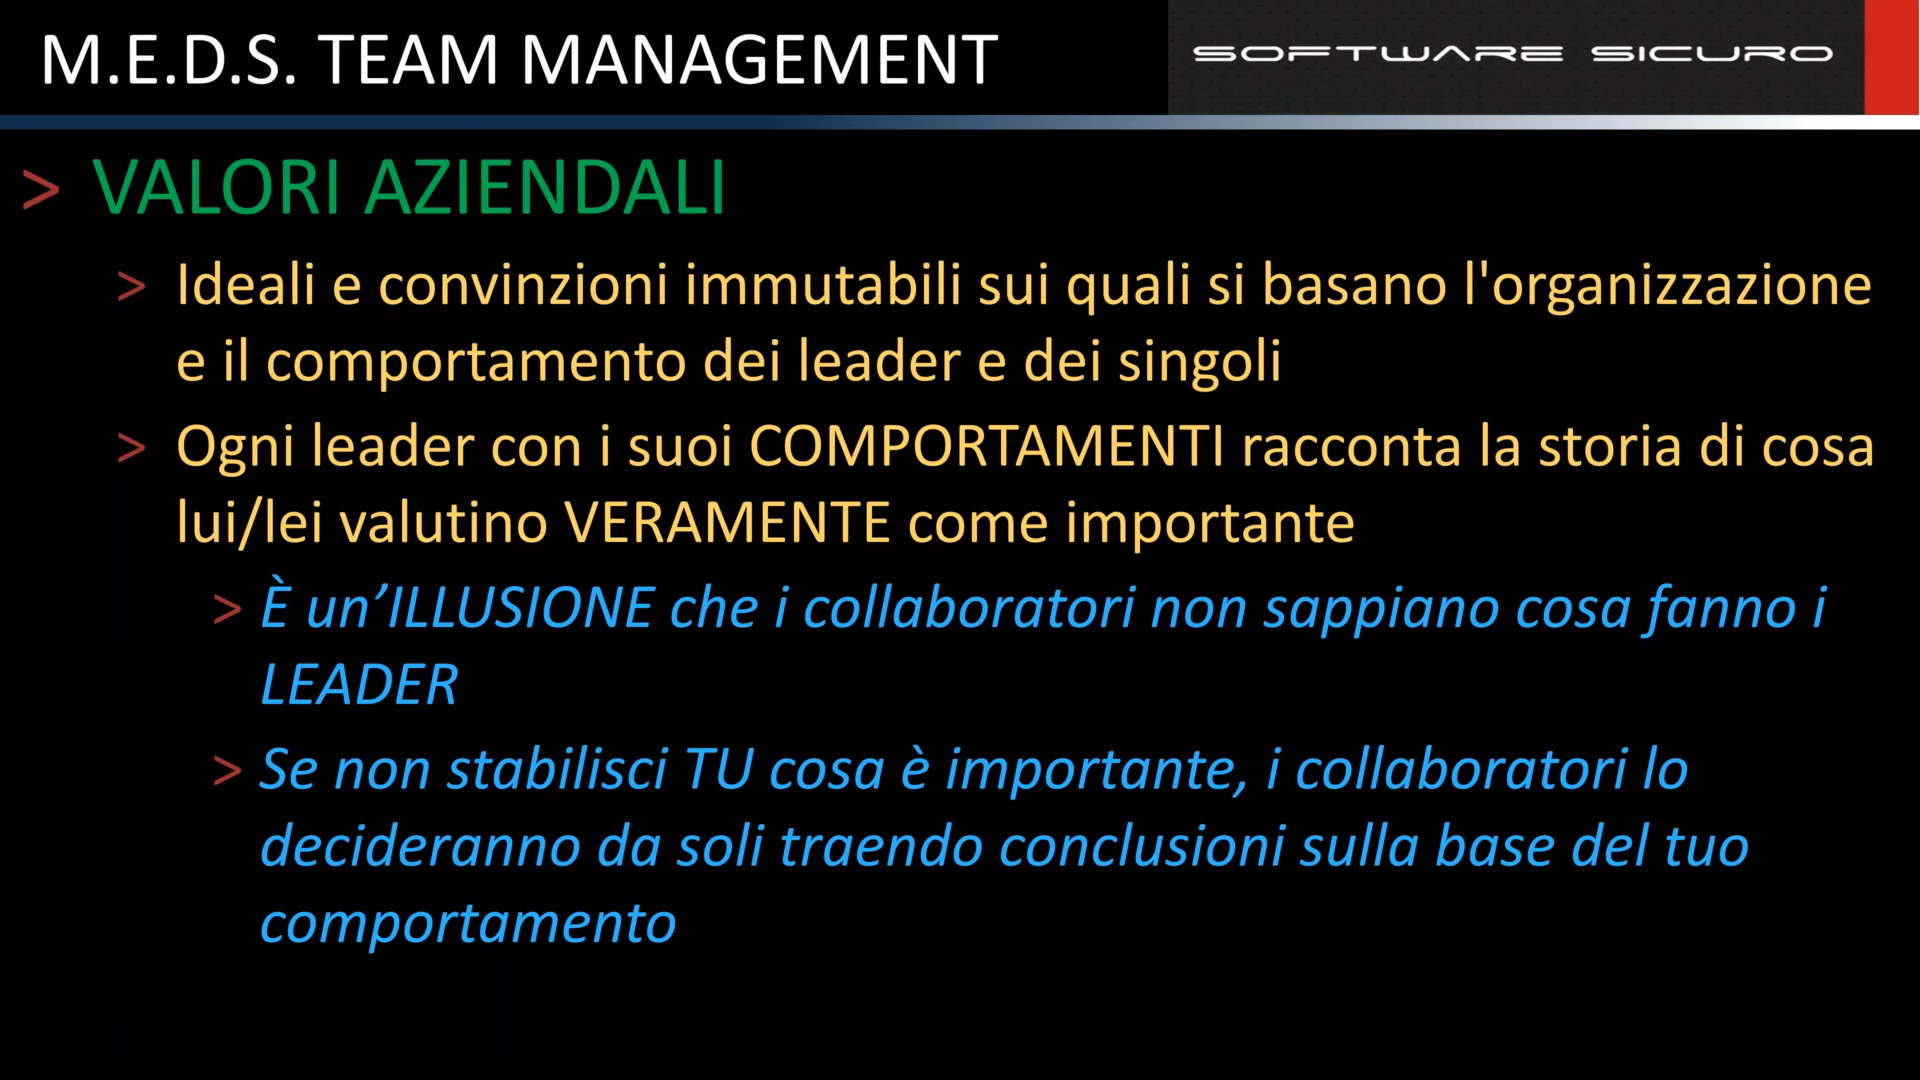 M.E.D.S. TEAM MANAGEMENT
SOFTWARE SICURO
> VALORI AZIENDALI
> Ideali e convinzioni immutabili sui quali si basano l'organizzazione
e il comportamento dei leader e dei singoli
> Ogni leader con i suoi COMPORTAMENTI racconta la storia di cosa
lui/lei valutino VERAMENTE come importante
> È un’ILLUSIONE che i collaboratori non sappiano cosa fanno i
LEADER
> Se non stabilisci TU cosa è importante, i collaboratori lo
decideranno da soli traendo conclusioni sulla base del tuo
comportamento